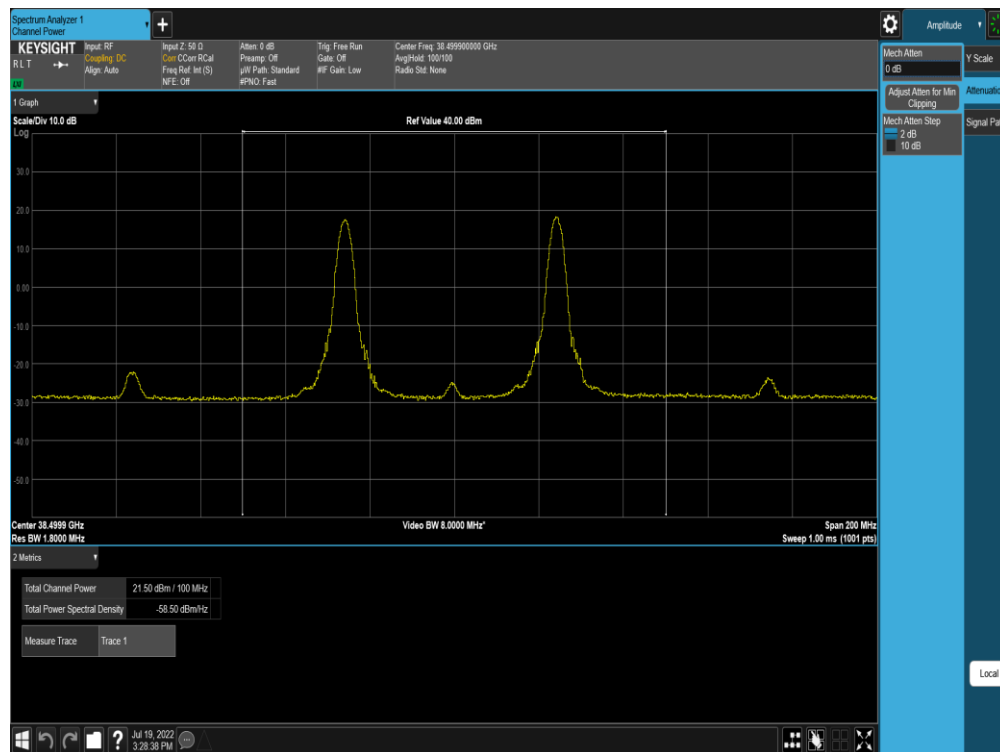 Spectrum Analyzer 1
Channel Power
+
Amplitude
KEYSIGHT
RLT
Input: RF
Coupling: DC
Align: Auto
Input Z: 50 Ω
Corr CCorr RCal
Freq Ref: Int (S)
NFE: Off
Atten: 0 dB
Preamp: Off
µW Path: Standard
#PNO: Fast
Trig: Free Run
Gate: Off
#IF Gain: Low
Center Freq: 38.499900000 GHz
Avg|Hold: 100/100
Radio Std: None
Mech Atten
0 dB
Adjust Atten for Min
Clipping
Mech Atten Step
2 dB
10 dB
Y Scale
Attenuatio
Signal Pat
1 Graph
Scale/Div 10.0 dB
Ref Value 40.00 dBm
Log
30.0
20.0
10.0
0.00
-10.0
-20.0
-30.0
-40.0
-50.0
Center 38.4999 GHz
Video BW 8.0000 MHz*
Span 200 MHz
Res BW 1.8000 MHz
Sweep 1.00 ms (1001 pts)
2 Metrics
Total Channel Power 21.50 dBm / 100 MHz
Total Power Spectral Density -58.50 dBm/Hz
Measure Trace Trace 1
Local
?
Jul 19, 2022
3:28:38 PM